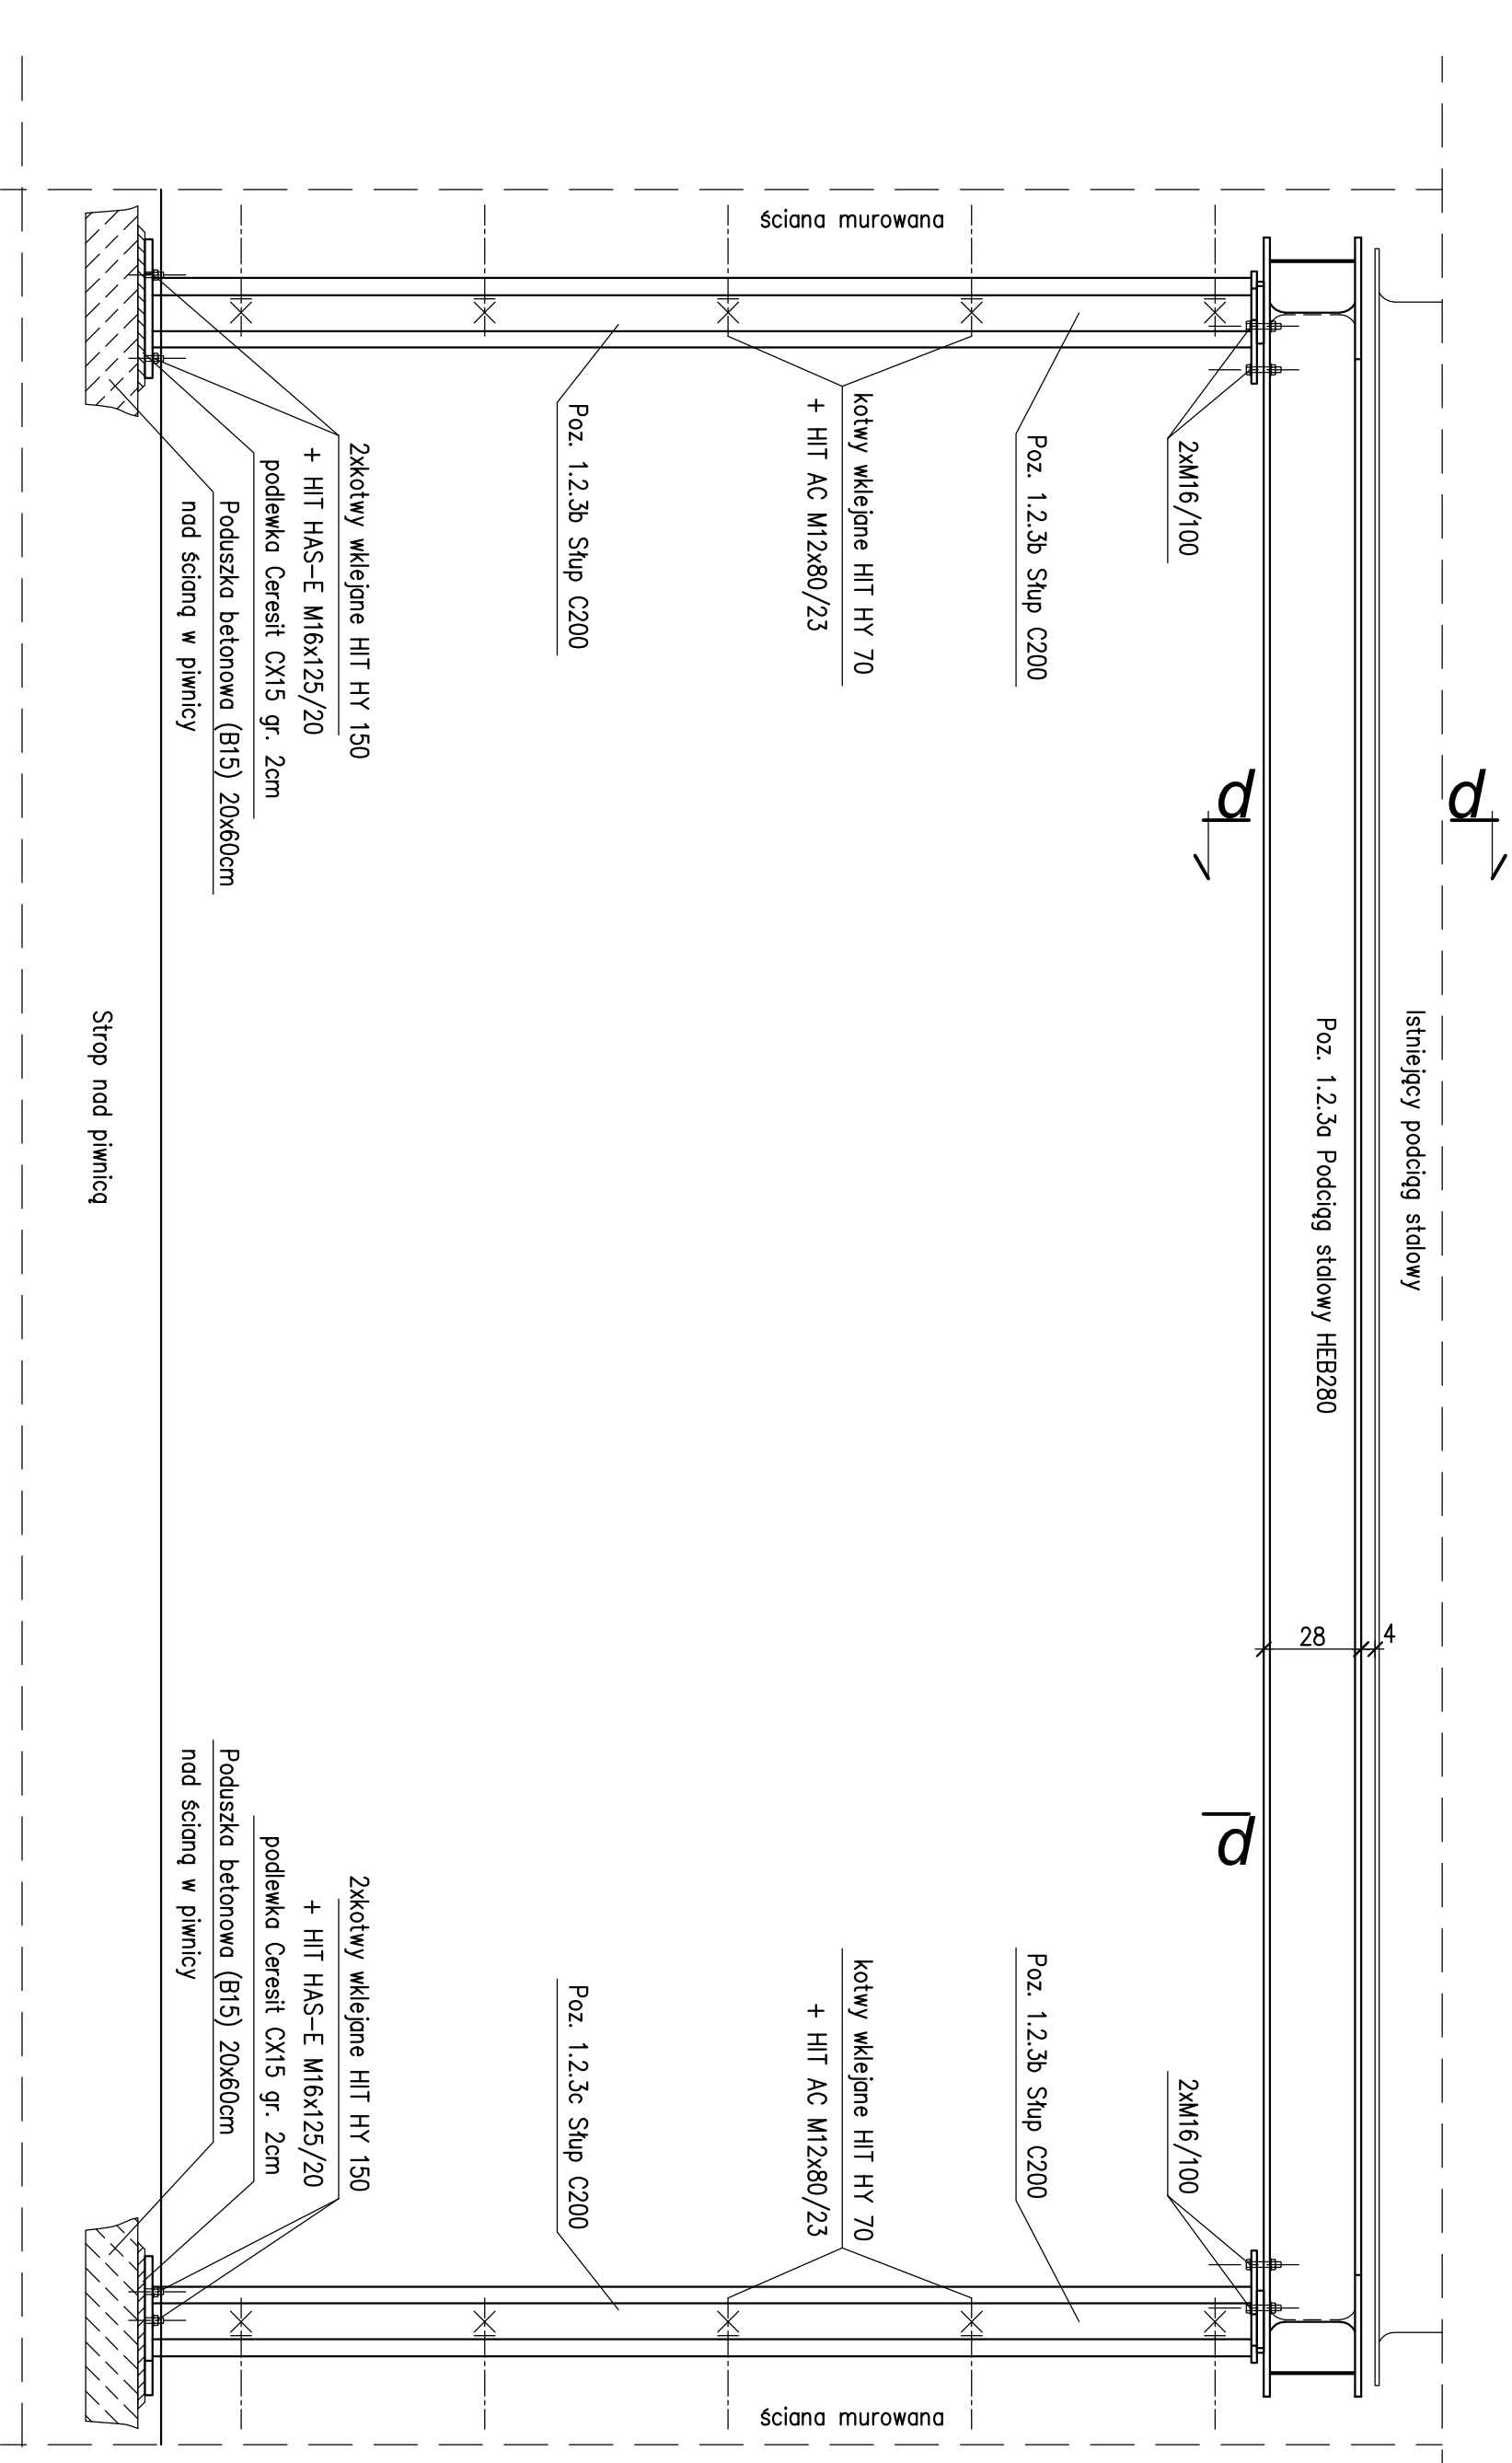 Istniejący podciąg stalowy
Poz. 1.2.3a Podciąg stalowy HEB280
4
28
d
d
d
ściana murowana
2xM16/100
Poz. 1.2.3b Słup C200
kotwy wklejane HIT HY 70
+ HIT AC M12x80/23
Poz. 1.2.3b Słup C200
2xkotwy wklejane HIT HY 150
+ HIT HAS-E M16x125/20
podlewka Ceresit CX15 gr. 2cm
Poduszka betonowa (B15) 20x60cm
nad ścianą w piwnicy
2xM16/100
Poz. 1.2.3b Słup C200
kotwy wklejane HIT HY 70
+ HIT AC M12x80/23
Poz. 1.2.3c Słup C200
2xkotwy wklejane HIT HY 150
+ HIT HAS-E M16x125/20
podlewka Ceresit CX15 gr. 2cm
Poduszka betonowa (B15) 20x60cm
nad ścianą w piwnicy
ściana murowana
Strop nad piwnicą